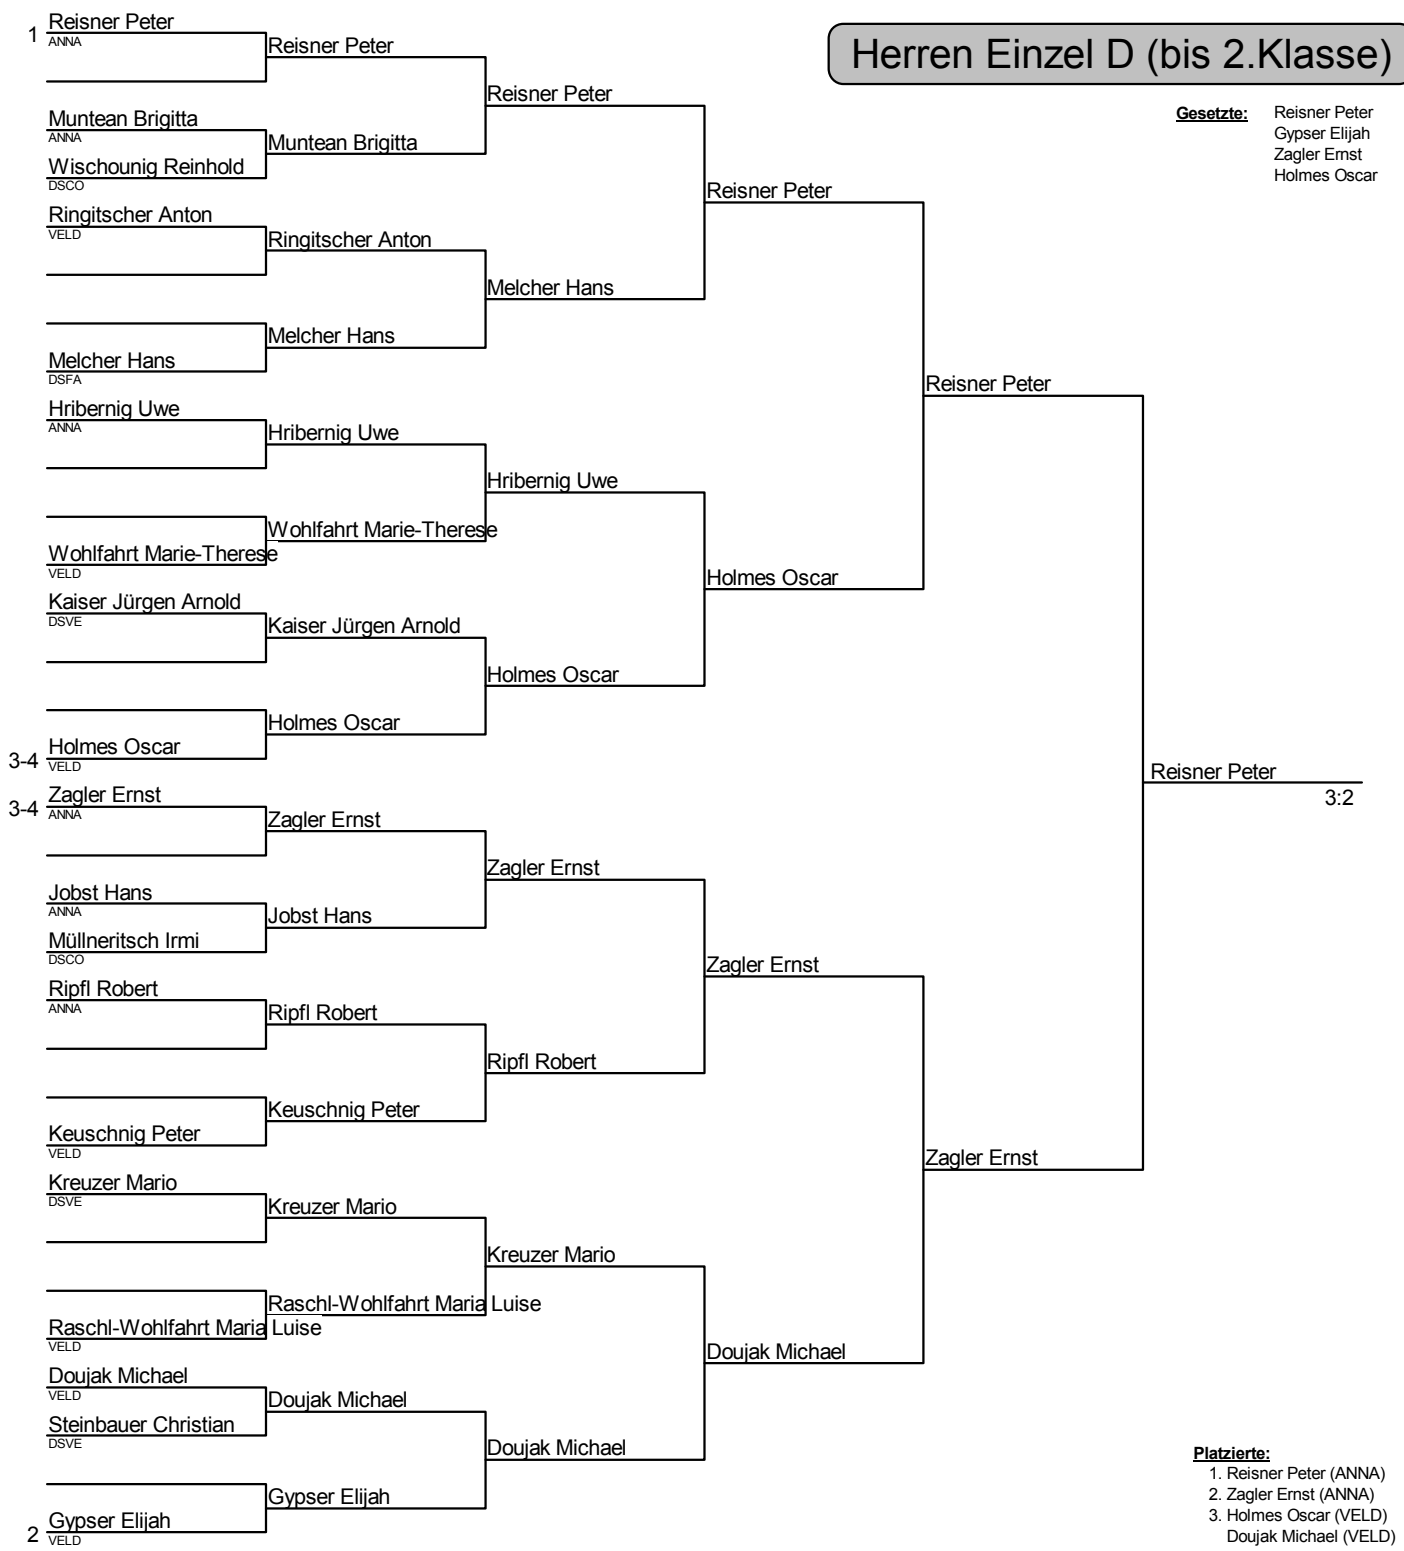 Herren Einzel D (bis 2.Klasse)
Gesetzte: Reisner Peter
Gypser Elijah
Zagler Ernst
Holmes Oscar
1 Reisner Peter
ANNA
Muntean Brigitta
ANNA
Wischounig Reinhold
DSCO
Ringitscher Anton
VELD
Melcher Hans
DSFA
Hribernig Uwe
ANNA
Wohlfahrt Marie-Therese
VELD
Kaiser Jürgen Arnold
DSVE
3-4 Holmes Oscar
VELD
3-4 Zagler Ernst
ANNA
Jobst Hans
ANNA
Müllneritsch Irmi
DSCO
Ripfl Robert
ANNA
Keuschnig Peter
VELD
Kreuzer Mario
DSVE
Raschl-Wohlfahrt Maria Luise
VELD
Doujak Michael
VELD
Steinbauer Christian
DSVE
2 Gypser Elijah
VELD
Reisner Peter
Muntean Brigitta
Ringitscher Anton
Melcher Hans
Hribernig Uwe
Wohlfahrt Marie-Therese
Kaiser Jürgen Arnold
Holmes Oscar
Zagler Ernst
Jobst Hans
Ripfl Robert
Keuschnig Peter
Kreuzer Mario
Raschl-Wohlfahrt Maria Luise
Doujak Michael
Gypser Elijah
Reisner Peter
Melcher Hans
Hribernig Uwe
Holmes Oscar
Zagler Ernst
Ripfl Robert
Kreuzer Mario
Doujak Michael
Reisner Peter
Holmes Oscar
Zagler Ernst
Doujak Michael
Reisner Peter
Zagler Ernst
Reisner Peter
3:2
Platzierte:
1. Reisner Peter (ANNA)
2. Zagler Ernst (ANNA)
3. Holmes Oscar (VELD)
Doujak Michael (VELD)